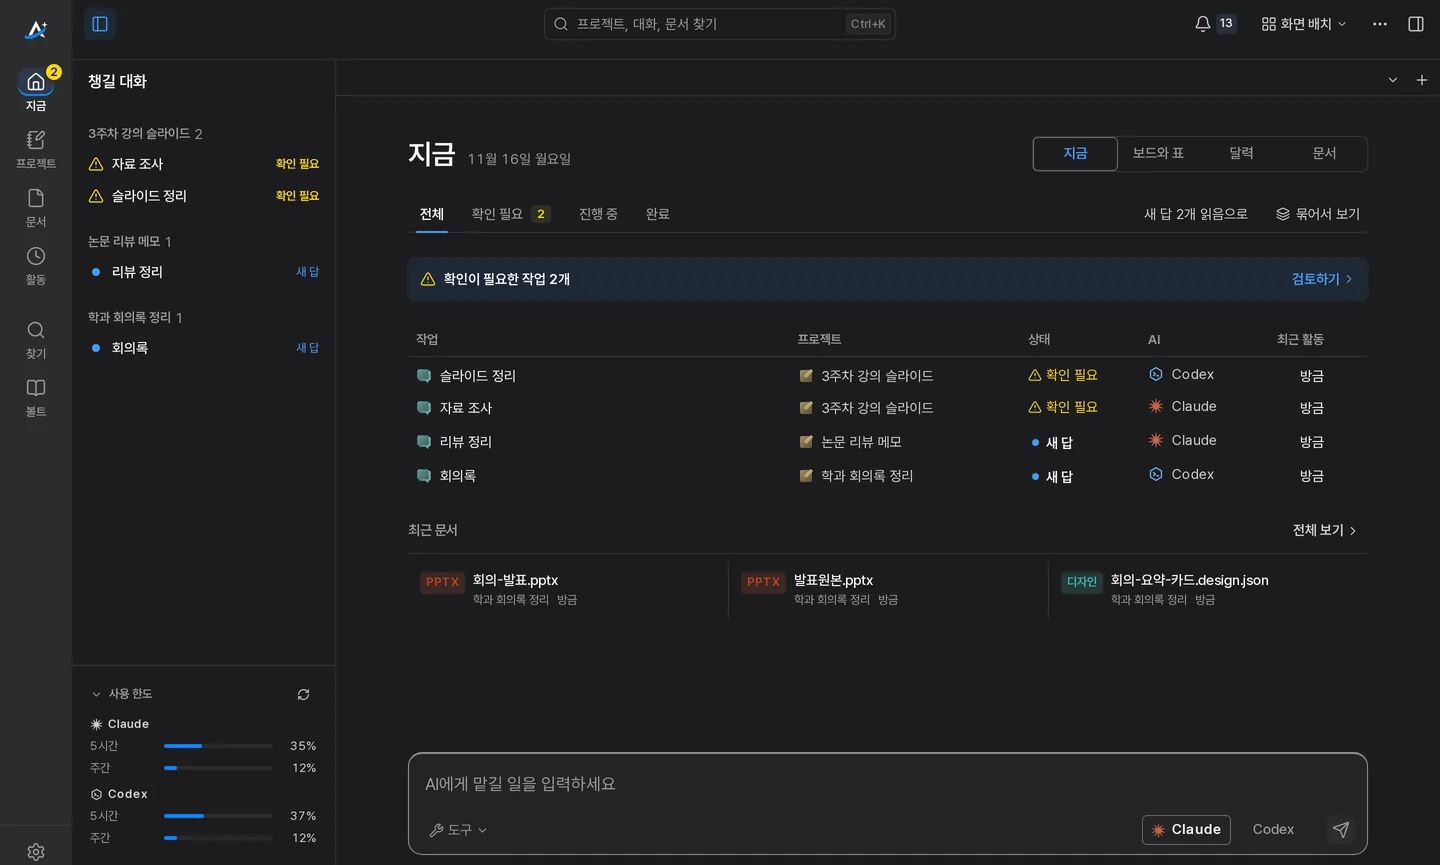 프로젝트, 대화, 문서 찾기 Ctrl+K
13 화면 배치
2
지금
프로젝트
문서
활동
찾기
볼트
챙길 대화
3주차 강의 슬라이드 2
자료 조사 확인 필요
슬라이드 정리 확인 필요
논문 리뷰 메모 1
리뷰 정리 새 답
학과 회의록 정리 1
회의록 새 답
사용 한도
Claude
5시간 35%
주간 12%
Codex
5시간 37%
주간 12%
지금 11월 16일 월요일
지금 보드와 표 달력 문서
전체 확인 필요 2 진행 중 완료 새 답 2개 읽음으로 묶어서 보기
확인이 필요한 작업 2개 검토하기
작업 프로젝트 상태 AI 최근 활동
슬라이드 정리 3주차 강의 슬라이드 확인 필요 Codex 방금
자료 조사 3주차 강의 슬라이드 확인 필요 Claude 방금
리뷰 정리 논문 리뷰 메모 새 답 Claude 방금
회의록 학과 회의록 정리 새 답 Codex 방금
최근 문서 전체 보기
PPTX 회의-발표.pptx
학과 회의록 정리 방금
PPTX 발표원본.pptx
학과 회의록 정리 방금
디자인 회의-요약-카드.design.json
학과 회의록 정리 방금
AI에게 맡길 일을 입력하세요
도구 Claude Codex